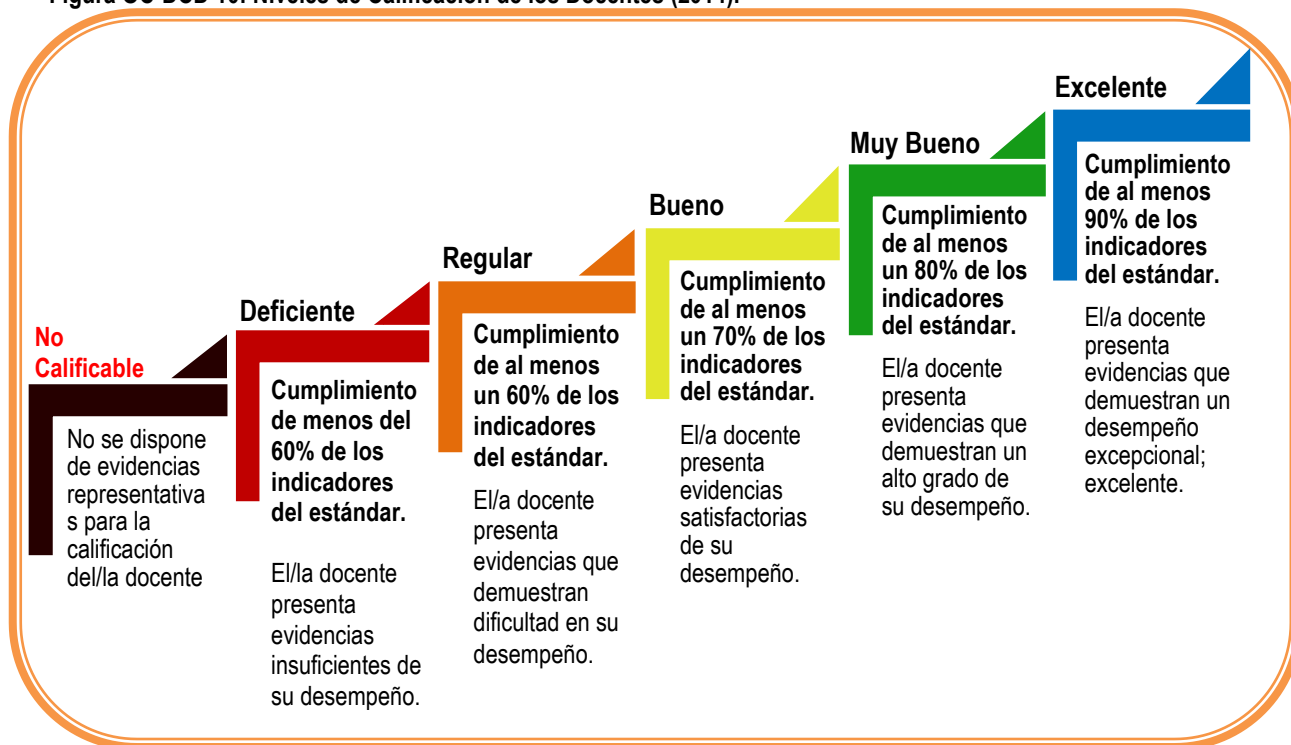 No
Calificable
No se dispone
de evidencias
representativa
s para la
calificación
del/la docente
Deficiente
Cumplimiento
de menos del
60% de los
indicadores
del estándar.
El/la docente
presenta
evidencias
insuficientes de
su desempeño.
Regular
Cumplimiento
de al menos
un 60% de los
indicadores
del estándar.
El/a docente
presenta
evidencias que
demuestran
dificultad en su
desempeño.
Bueno
Cumplimiento
de al menos
un 70% de los
indicadores
del estándar.
El/a docente
presenta
evidencias
satisfactorias
de su
desempeño.
Muy Bueno
Cumplimiento
de al menos
un 80% de los
indicadores
del estándar.
El/a docente
presenta
evidencias que
demuestran un
alto grado de
su desempeño.
Excelente
Cumplimiento
de al menos
90% de los
indicadores
del estándar.
El/a docente
presenta
evidencias que
demuestran un
desempeño
excepcional;
excelente.